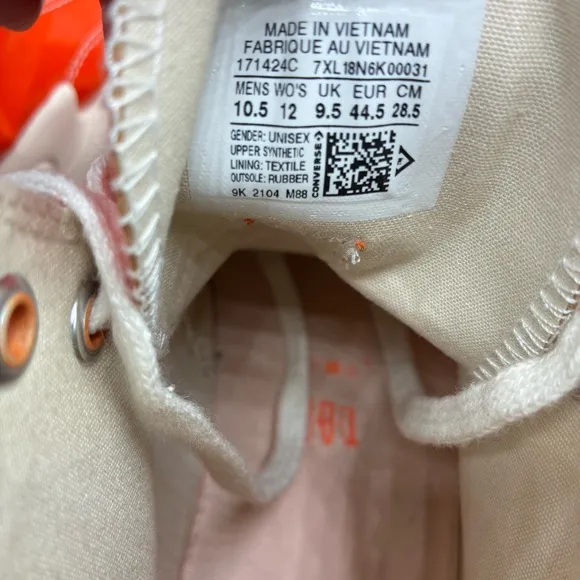 MADE IN VIETNAM
FABRIQUE AU VIETNAM
171424C 7XL18N6K00031
MENS WO'S UK EUR CM
10.5 12 9.5 44.5 28.5
GENDER: UNISEX
UPPER SYNTHETIC
LINING: TEXTILE
OUTSOLE: RUBBER
CONVERSE
9K 2104 M88